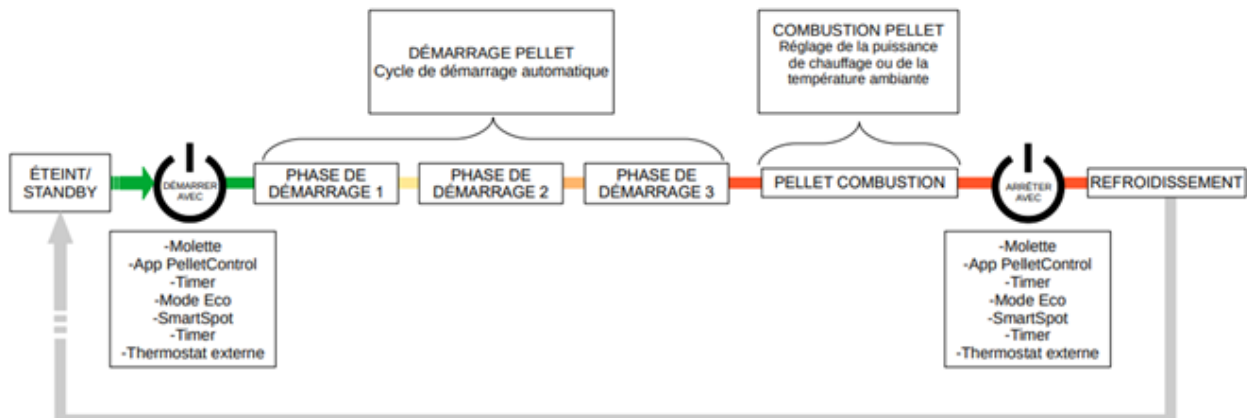 DÉMARRAGE PELLET
Cycle de démarrage automatique
COMBUSTION PELLET
Réglage de la puissance
de chauffage ou de la
température ambiante
ÉTEINT/
STANDBY
DÉMARRER
AVEC
PHASE DE
DÉMARRAGE 1
PHASE DE
DÉMARRAGE 2
PHASE DE
DÉMARRAGE 3
PELLET COMBUSTION
ARRÊTER
AVEC
REFROIDISSEMENT
-Molette
-App PelletControl
-Timer
-Mode Eco
-SmartSpot
-Timer
-Thermostat externe
-Molette
-App PelletControl
-Timer
-Mode Eco
-SmartSpot
-Timer
-Thermostat externe